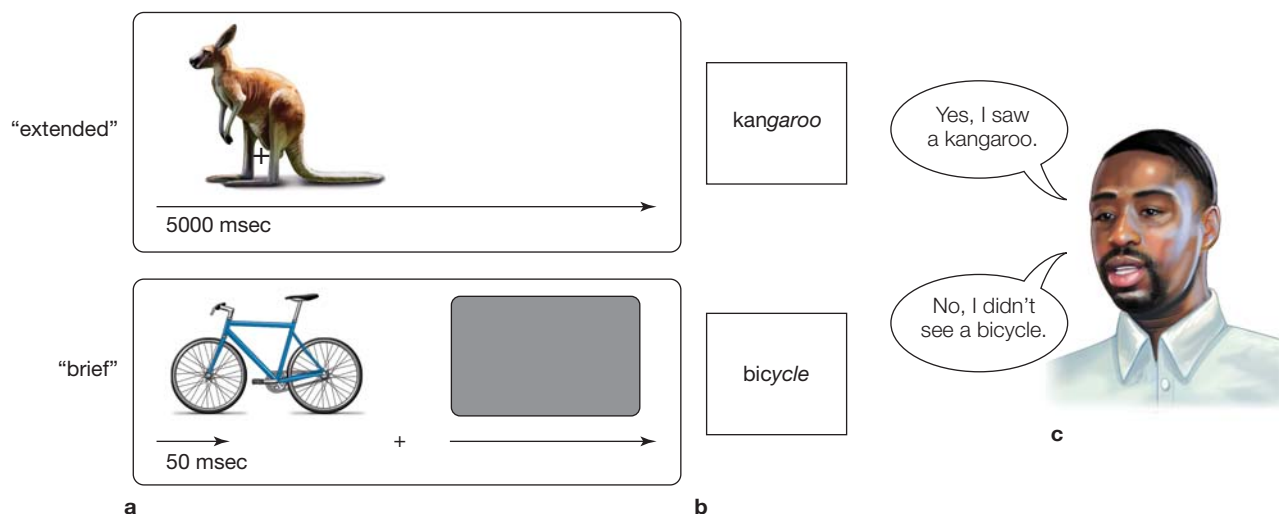 "extended"
+
5000 msec
kangaroo
Yes, I saw
a kangaroo.
"brief"
50 msec
+
bicycle
No, I didn't
see a bicycle.
a
b
c